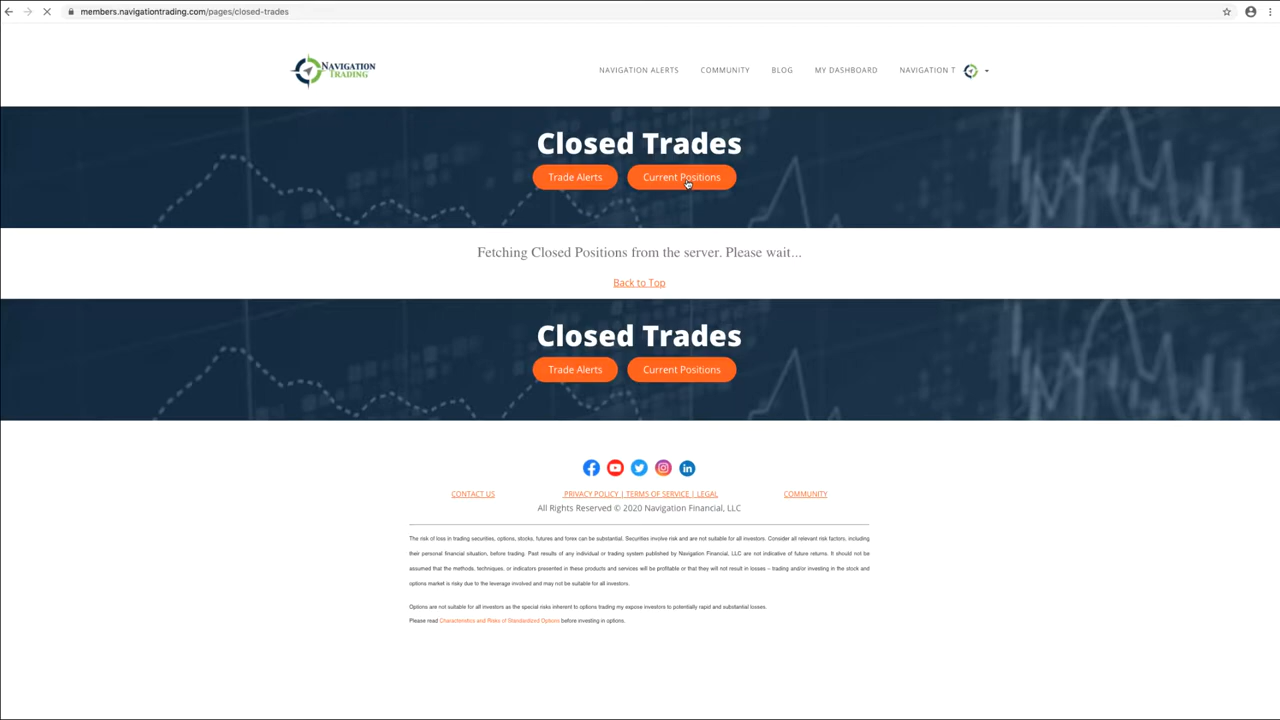 members.navigationtrading.com/pages/closed-trades
NAVIGATION TRADING
NAVIGATION ALERTS COMMUNITY BLOG MY DASHBOARD NAVIGATION T
Closed Trades
Trade Alerts Current Positions
Fetching Closed Positions from the server. Please wait...
Back to Top
Closed Trades
Trade Alerts Current Positions
CONTACT US PRIVACY POLICY | TERMS OF SERVICE | LEGAL COMMUNITY
All Rights Reserved © 2020 Navigation Financial, LLC
The risk of loss in trading securities, options, stocks, futures and forex can be substantial. Securities involve risk and are not suitable for all investors. Consider all relevant risk factors, including
their personal financial situation, before trading. Past results of any individual or trading system published by Navigation Financial, LLC are not indicative of future returns. It should not be
assumed that the methods, techniques, or indicators presented in these products and services will be profitable or that they will not result in losses – trading and/or investing in the stock and
options market is risky due to the leverage involved and may not be suitable for all investors.
Options are not suitable for all investors as the special risks inherent to options trading my expose investors to potentially rapid and substantial losses.
Please read Characteristics and Risks of Standardized Options before investing in options.